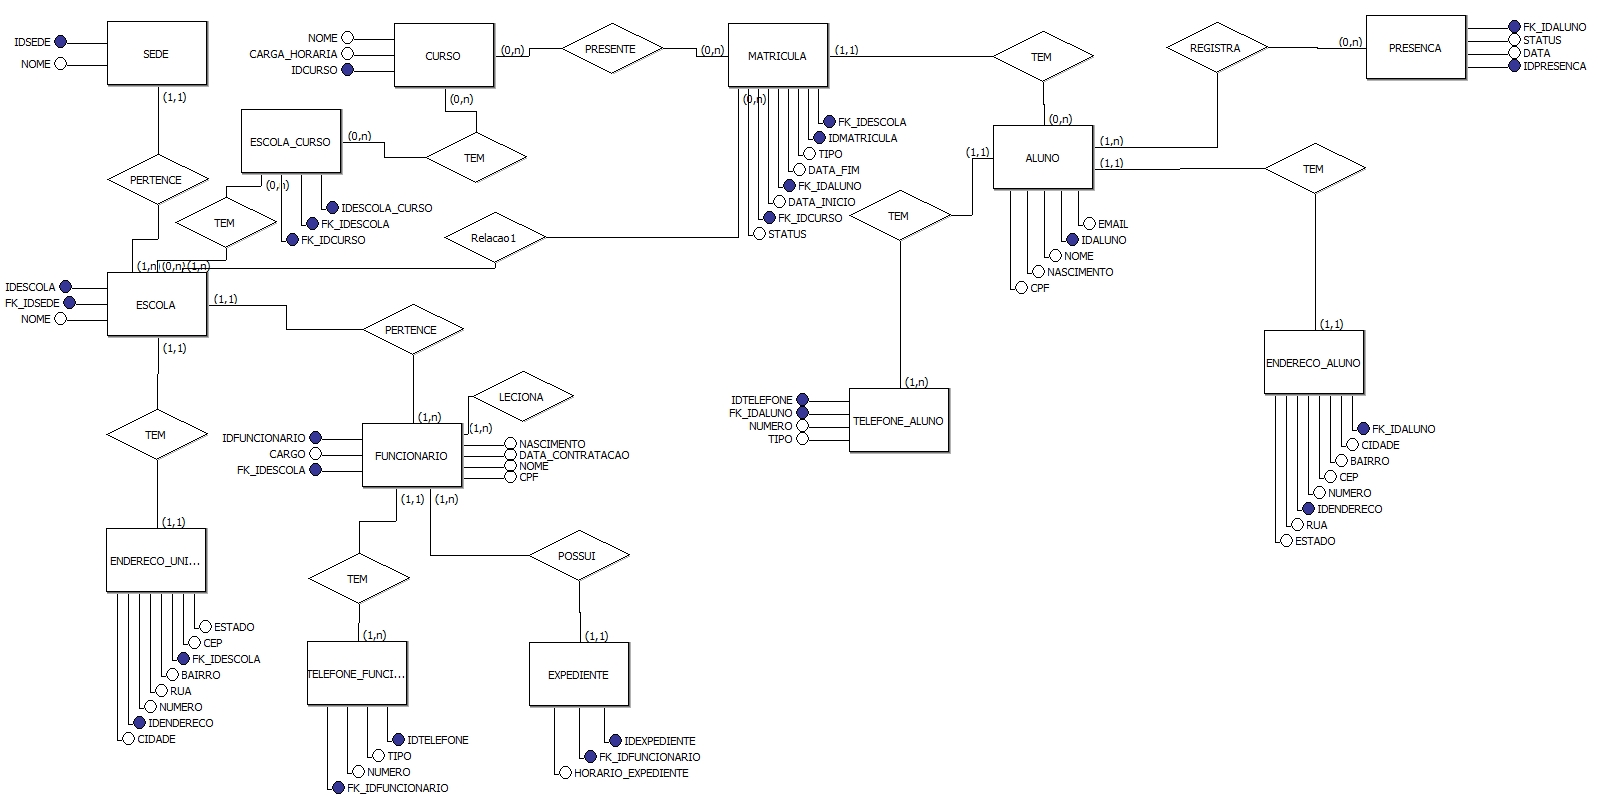 SEDE
IDSEDE
NOME
(1,1)
PERTENCE
NOME
CARGA_HORARIA
IDCURSO
CURSO
(0,n)
PRESENTE
(0,n)
MATRICULA
(1,1)
TEM
REGISTRA
(0,n)
PRESENCA
FK_IDALUNO
STATUS
DATA
IDPRESENCA
(0,n)
ESCOLA_CURSO
(0,n)
TEM
(0,n)
TEM
IDESCOLA_CURSO
FK_IDESCOLA
FK_IDCURSO
Relacao1
(0,n)
FK_IDESCOLA
IDMATRICULA
TIPO
DATA_FIM
FK_IDALUNO
DATA_INICIO
FK_IDCURSO
STATUS
(0,n)
(1,n)
(1,1)
ALUNO
(1,1)
TEM
TEM
EMAIL
IDALUNO
NOME
NASCIMENTO
CPF
(1,n)
(0,n)
(1,n)
IDESCOLA
FK_IDSEDE
NOME
ESCOLA
(1,1)
(1,1)
PERTENCE
LECIONA
(1,n)
(1,n)
IDFUNCIONARIO
CARGO
FK_IDESCOLA
FUNCIONARIO
NASCIMENTO
DATA_CONTRATACAO
NOME
CPF
(1,1)
(1,n)
TEM
(1,1)
ENDERECO_UNI...
ESTADO
CEP
FK_IDESCOLA
BAIRRO
RUA
NUMERO
IDENDERECO
CIDADE
TEM
(1,n)
TELEFONE_FUNCI...
IDTELEFONE
TIPO
NUMERO
FK_IDFUNCIONARIO
POSSUI
(1,1)
EXPEDIENTE
IDEXPEDIENTE
FK_IDFUNCIONARIO
HORARIO_EXPEDIENTE
(1,n)
IDTELEFONE
FK_IDALUNO
NUMERO
TIPO
TELEFONE_ALUNO
(1,1)
ENDERECO_ALUNO
FK_IDALUNO
CIDADE
BAIRRO
CEP
NUMERO
IDENDERECO
RUA
ESTADO